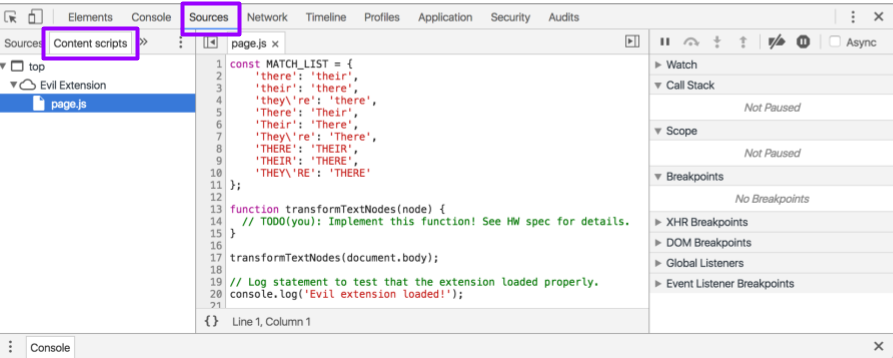 Elements Console Sources Network Timeline Profiles Application Security Audits
Sources Content scripts »
page.js ×
Async
top
Evil Extension
page.js
1 const MATCH_LIST = {
2 'there': 'their',
3 'their': 'there',
4 'they\'re': 'there',
5 'There': 'Their',
6 'Their': 'There',
7 'They\'re': 'There',
8 'THERE': 'THEIR',
9 'THEIR': 'THERE',
10 'THEY\'RE': 'THERE'
11 };
12
13 function transformTextNodes(node) {
14 // TODO(you): Implement this function! See HW spec for details.
15 }
16
17 transformTextNodes(document.body);
18
19 // Log statement to test that the extension loaded properly.
20 console.log('Evil extension loaded!');
21
{} Line 1, Column 1
Watch
Call Stack
Not Paused
Scope
Not Paused
Breakpoints
No Breakpoints
XHR Breakpoints
DOM Breakpoints
Global Listeners
Event Listener Breakpoints
Console